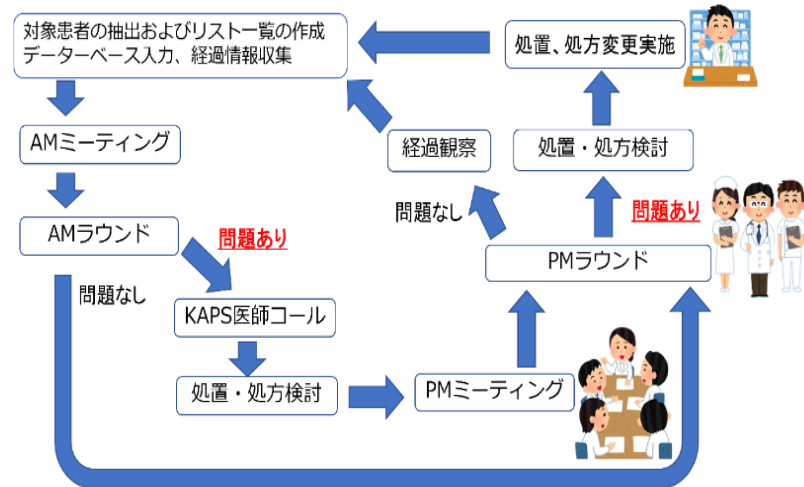 対象患者の抽出およびリスト一覧の作成
データーベース入力、経過情報収集
処置、処方変更実施
AMミーティング
経過観察
処置・処方検討
問題なし
問題あり
AMラウンド
問題あり
PMラウンド
問題なし
KAPS医師コール
処置・処方検討
PMミーティング